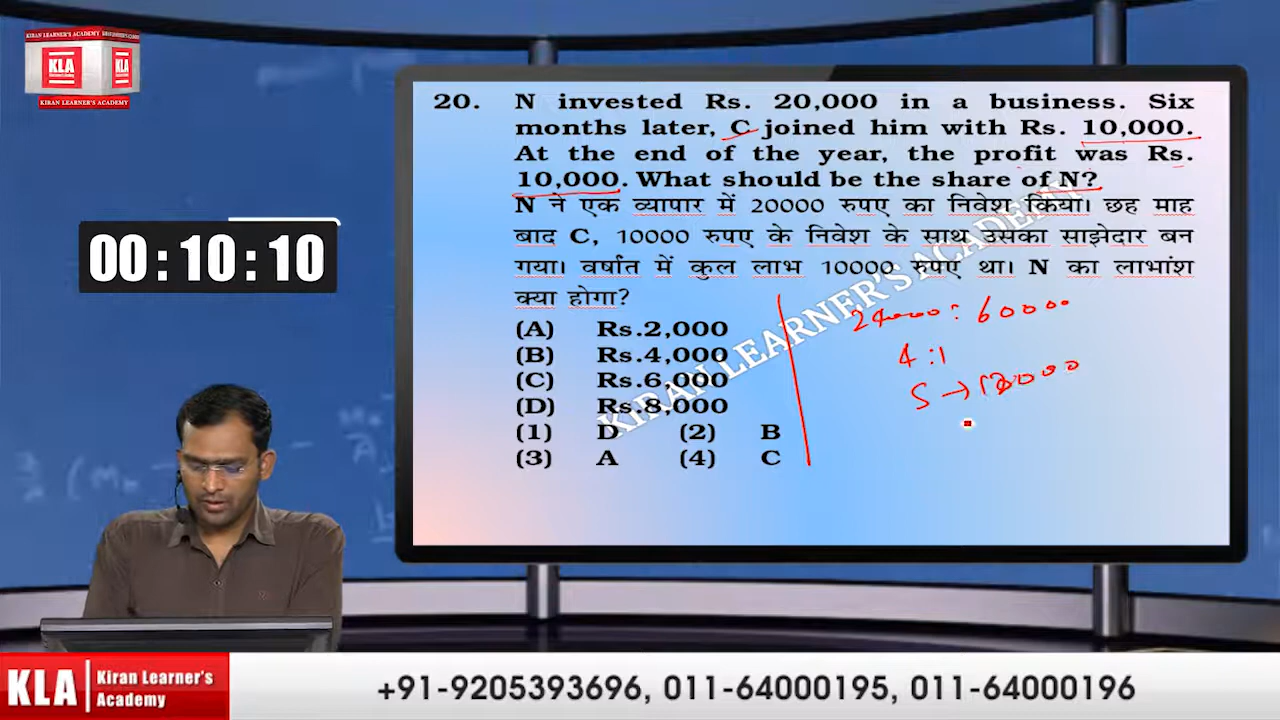 KIRAN LEARNER'S ACADEMY
KLA
KLA
KIRAN LEARNER'S ACADEMY
00:10:10
20. N invested Rs. 20,000 in a business. Six
months later, C joined him with Rs. 10,000.
At the end of the year, the profit was Rs.
10,000. What should be the share of N?
N ने एक व्यापार में 20000 रुपए का निवेश किया। छह माह
बाद C, 10000 रुपए के निवेश के साथ उसका साझेदार बन
गया। वर्षांत में कुल लाभ 10000 रुपए था। N का लाभांश
क्या होगा?
(A) Rs.2,000
(B) Rs.4,000
(C) Rs.6,000
(D) Rs.8,000
(1) D (2) B
(3) A (4) C
KIRAN LEARNER'S ACADEMY
: 60000
4 : 1
5 →
KLA Kiran Learner's
Academy
+91-9205393696, 011-64000195, 011-64000196